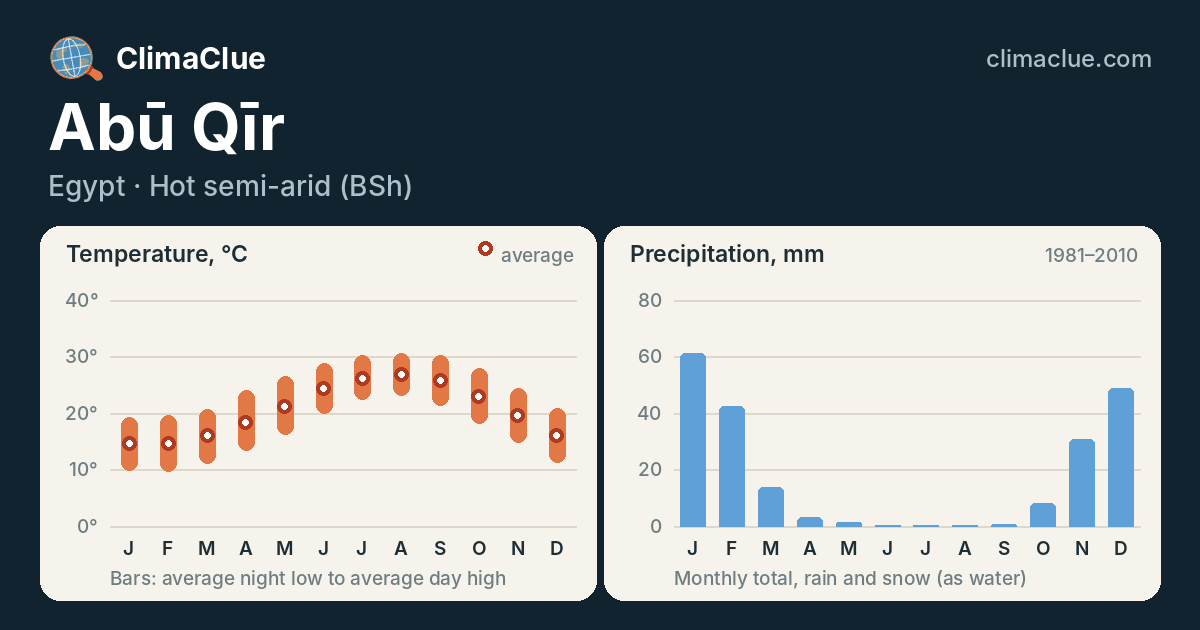 ClimaClue
climaclue.com
Abū Qīr
Egypt · Hot semi-arid (BSh)
Temperature, °C
average
40°
30°
20°
10°
0°
J F M A M J J A S O N D
Bars: average night low to average day high
Precipitation, mm
1981–2010
80
60
40
20
0
J F M A M J J A S O N D
Monthly total, rain and snow (as water)